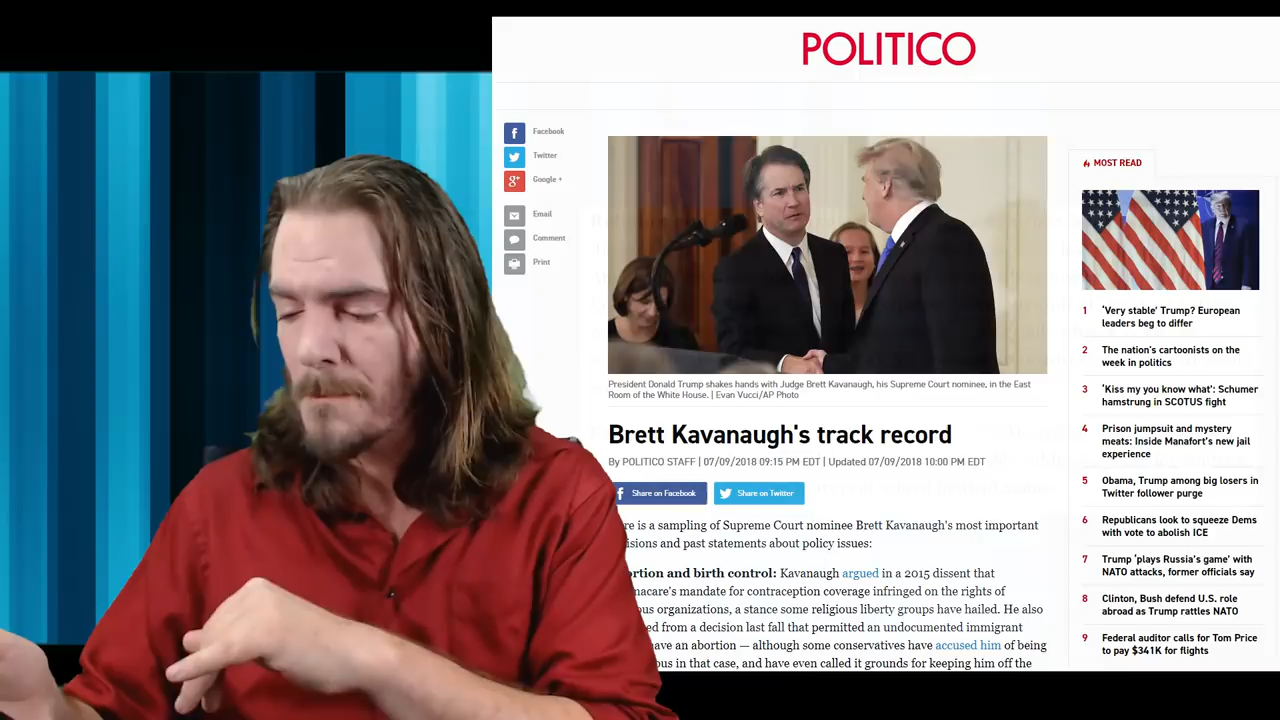 POLITICO
Facebook
Twitter
Google +
Email
Comment
Print
President Donald Trump shakes hands with Judge Brett Kavanaugh, his Supreme Court nominee, in the East
Room of the White House. | Evan Vucci/AP Photo
Brett Kavanaugh's track record
By POLITICO STAFF | 07/09/2018 09:15 PM EDT | Updated 07/09/2018 10:00 PM EDT
Share on Facebook
Share on Twitter
re is a sampling of Supreme Court nominee Brett Kavanaugh's most important
isions and past statements about policy issues:
ortion and birth control: Kavanaugh argued in a 2015 dissent that
nacare's mandate for contraception coverage infringed on the rights of
ous organizations, a stance some religious liberty groups have hailed. He also
ed from a decision last fall that permitted an undocumented immigrant
ave an abortion — although some conservatives have accused him of being
ous in that case, and have even called it grounds for keeping him off the
MOST READ
1 'Very stable' Trump? European
leaders beg to differ
2 The nation's cartoonists on the
week in politics
3 'Kiss my you know what': Schumer
hamstrung in SCOTUS fight
4 Prison jumpsuit and mystery
meats: Inside Manafort's new jail
experience
5 Obama, Trump among big losers in
Twitter follower purge
6 Republicans look to squeeze Dems
with vote to abolish ICE
7 Trump 'plays Russia's game' with
NATO attacks, former officials say
8 Clinton, Bush defend U.S. role
abroad as Trump rattles NATO
9 Federal auditor calls for Tom Price
to pay $341K for flights